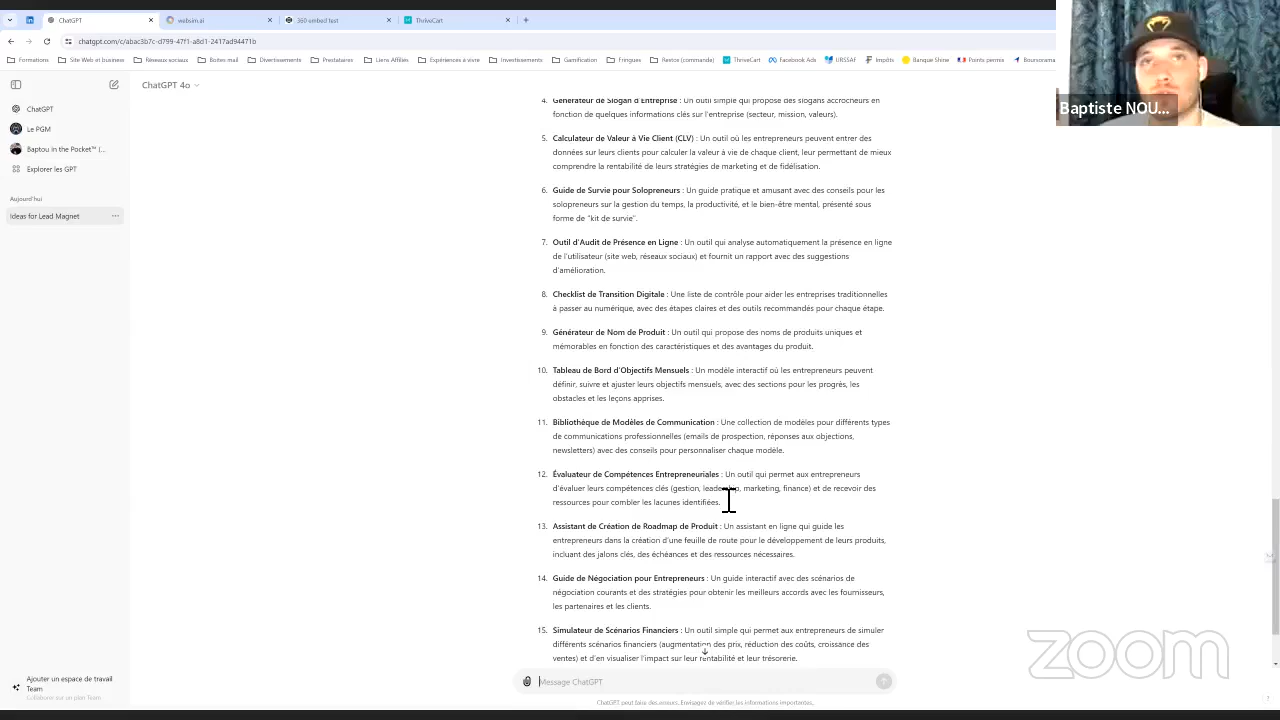 ChatGPT
websim.ai
360 embed test
ThriveCart
chatgpt.com/c/abac3b7c-d799-47f1-a8d1-2417ad94471b
Formations Site Web et business Réseaux sociaux Boites mail Divertissements Prestataires Liens Affiliés Expériences à vivre Investissements Gamification Fringues Rentce (commande) ThriveCart Facebook Ads URSSAF Impôts Banque Shine Points permis Boursorama
Baptiste NOU...
ChatGPT
Le PGM
Baptou in the Pocket™ (...
Explorer les GPT
Aujourd'hui
Ideas for Lead Magnet
Ajouter un espace de travail
Team
Collaborer sur un plan Team
ChatGPT 4o
4. Générateur de Slogan d'Entreprise : Un outil simple qui propose des slogans accrocheurs en
fonction de quelques informations clés sur l'entreprise (secteur, mission, valeurs).
5. Calculateur de Valeur à Vie Client (CLV) : Un outil où les entrepreneurs peuvent entrer des
données sur leurs clients pour calculer la valeur à vie de chaque client, leur permettant de mieux
comprendre la rentabilité de leurs stratégies de marketing et de fidélisation.
6. Guide de Survie pour Solopreneurs : Un guide pratique et amusant avec des conseils pour les
solopreneurs sur la gestion du temps, la productivité, et le bien-être mental, présenté sous
forme de "kit de survie".
7. Outil d'Audit de Présence en Ligne : Un outil qui analyse automatiquement la présence en ligne
de l'utilisateur (site web, réseaux sociaux) et fournit un rapport avec des suggestions
d'amélioration.
8. Checklist de Transition Digitale : Une liste de contrôle pour aider les entreprises traditionnelles
à passer au numérique, avec des étapes claires et des outils recommandés pour chaque étape.
9. Générateur de Nom de Produit : Un outil qui propose des noms de produits uniques et
mémorables en fonction des caractéristiques et des avantages du produit.
10. Tableau de Bord d'Objectifs Mensuels : Un modèle interactif où les entrepreneurs peuvent
définir, suivre et ajuster leurs objectifs mensuels, avec des sections pour les progrès, les
obstacles et les leçons apprises.
11. Bibliothèque de Modèles de Communication : Une collection de modèles pour différents types
de communications professionnelles (emails de prospection, réponses aux objections,
newsletters) avec des conseils pour personnaliser chaque modèle.
12. Évaluateur de Compétences Entrepreneuriales : Un outil qui permet aux entrepreneurs
d'évaluer leurs compétences clés (gestion, leadership, marketing, finance) et de recevoir des
ressources pour combler les lacunes identifiées.
13. Assistant de Création de Roadmap de Produit : Un assistant en ligne qui guide les
entrepreneurs dans la création d'une feuille de route pour le développement de leurs produits,
incluant des jalons clés, des échéances et des ressources nécessaires.
14. Guide de Négociation pour Entrepreneurs : Un guide interactif avec des scénarios de
négociation courants et des stratégies pour obtenir les meilleurs accords avec les fournisseurs,
les partenaires et les clients.
15. Simulateur de Scénarios Financiers : Un outil simple qui permet aux entrepreneurs de simuler
différents scénarios financiers (augmentation des prix, réduction des coûts, croissance des
ventes) et d'en visualiser l'impact sur leur rentabilité et leur trésorerie.
Message ChatGPT
ChatGPT peut faire des erreurs. Envisagez de vérifier les informations importantes.
zoom